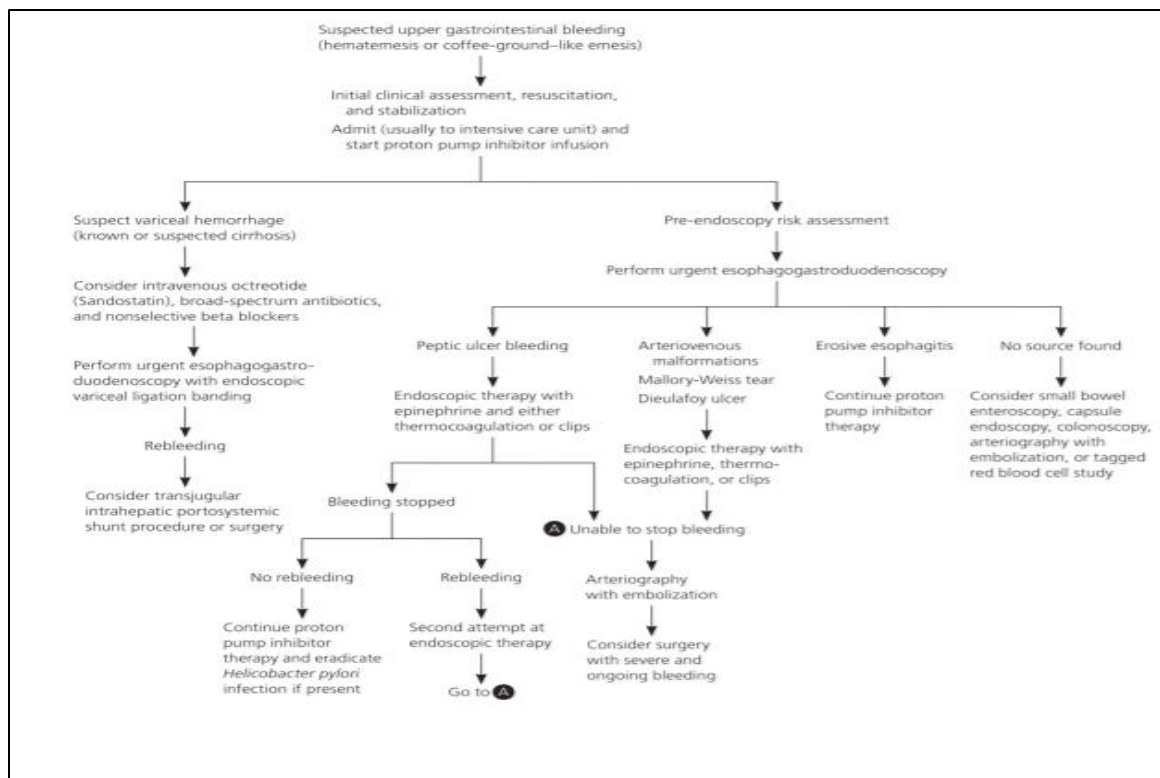 Suspected upper gastrointestinal bleeding
(hematemesis or coffee-ground–like emesis)
Initial clinical assessment, resuscitation,
and stabilization
Admit (usually to intensive care unit) and
start proton pump inhibitor infusion
Suspect variceal hemorrhage
(known or suspected cirrhosis)
Consider intravenous octreotide
(Sandostatin), broad-spectrum antibiotics,
and nonselective beta blockers
Perform urgent esophagogastro-
duodenoscopy with endoscopic
variceal ligation banding
Rebleeding
Consider transjugular
intrahepatic portosystemic
shunt procedure or surgery
Pre-endoscopy risk assessment
Perform urgent esophagogastroduodenoscopy
Peptic ulcer bleeding
Endoscopic therapy with
epinephrine and either
thermocoagulation or clips
Bleeding stopped
No rebleeding
Continue proton
pump inhibitor
therapy and eradicate
Helicobacter pylori
infection if present
Rebleeding
Second attempt at
endoscopic therapy
Go to A
Arteriovenous
malformations
Mallory-Weiss tear
Dieulafoy ulcer
Endoscopic therapy with
epinephrine, thermo-
coagulation, or clips
A Unable to stop bleeding
Arteriography
with embolization
Consider surgery
with severe and
ongoing bleeding
Erosive esophagitis
Continue proton
pump inhibitor
therapy
No source found
Consider small bowel
enteroscopy, capsule
endoscopy, colonoscopy,
arteriography with
embolization, or tagged
red blood cell study